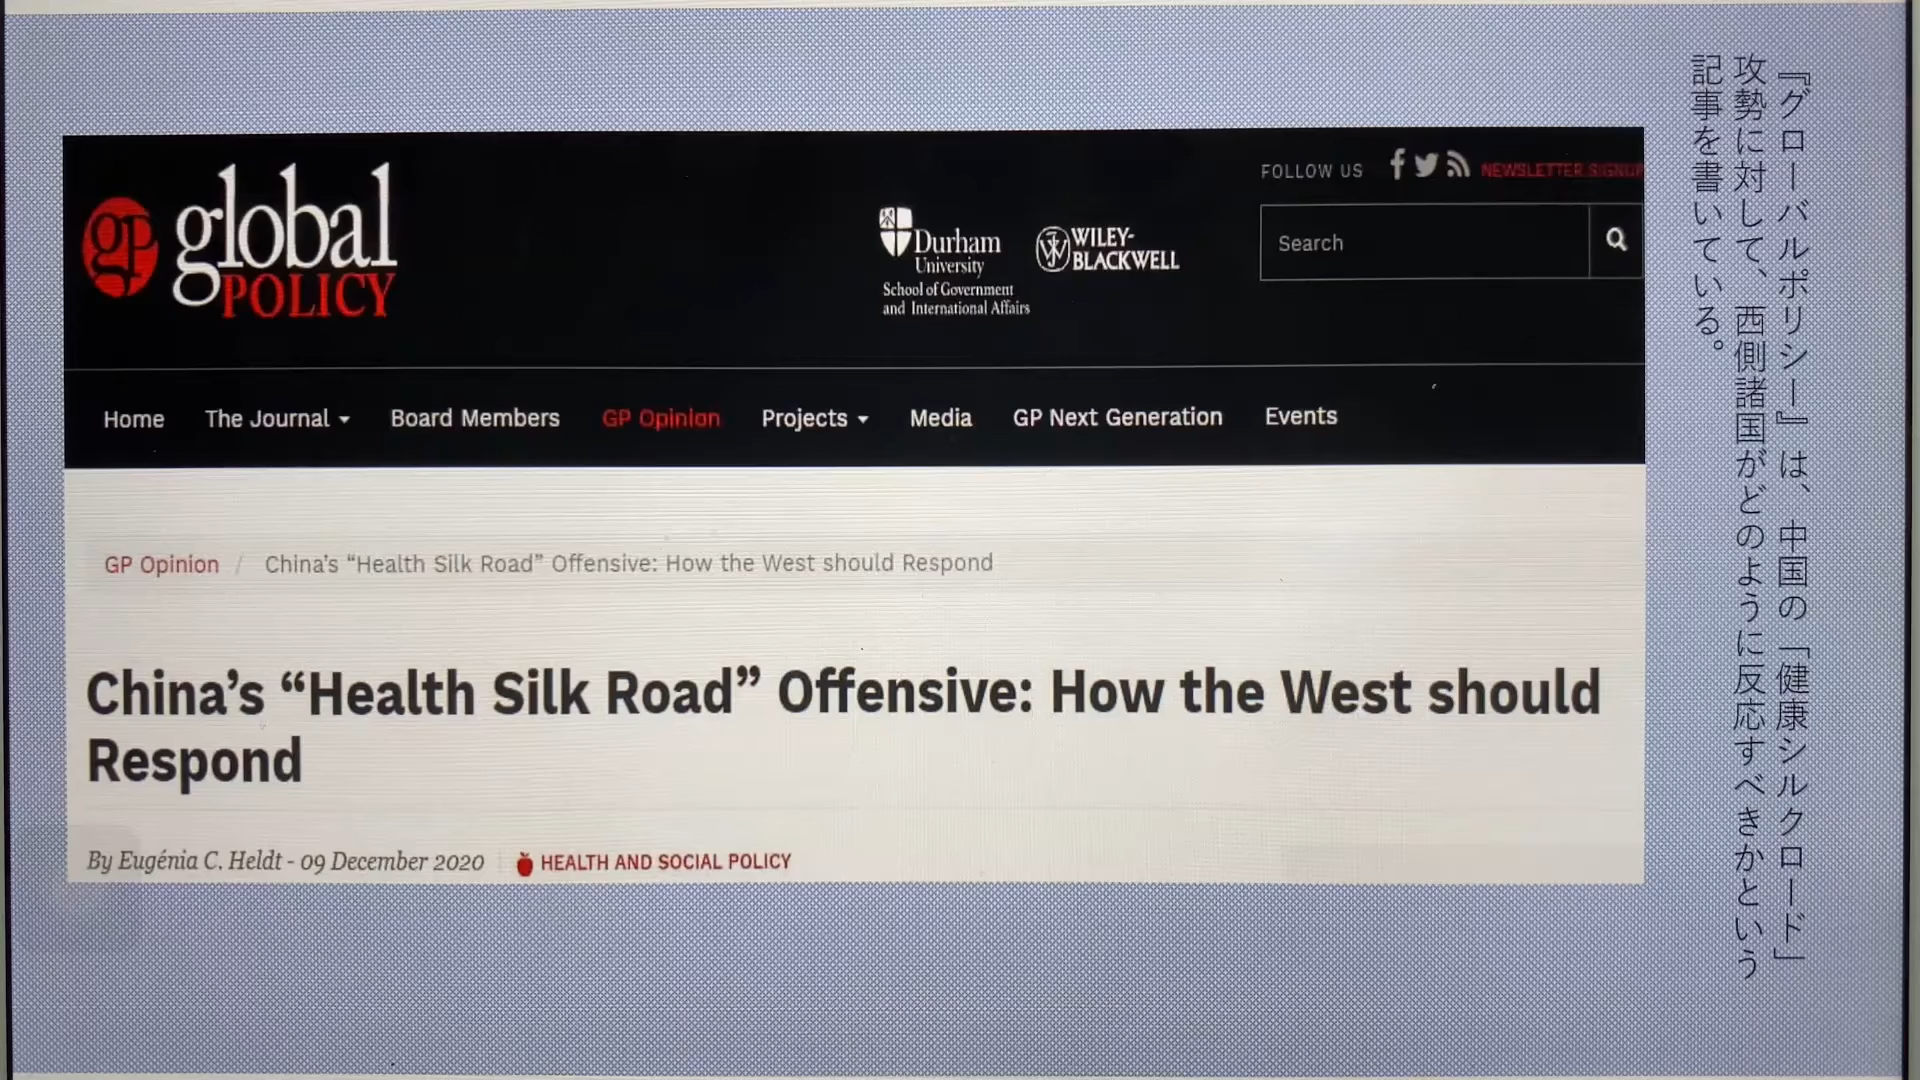 『グローバルポリシー』は、中国の「健康シルクロード」
攻勢に対して、西側諸国がどのように反応すべきかという
記事を書いている。
gp global
POLICY
Durham
University
School of Government
and International Affairs
WILEY-
BLACKWELL
FOLLOW US NEWSLETTER SIGNUP
Search
Home The Journal Board Members GP Opinion Projects Media GP Next Generation Events
GP Opinion / China’s “Health Silk Road” Offensive: How the West should Respond
China’s “Health Silk Road” Offensive: How the West should
Respond
By Eugénia C. Heldt - 09 December 2020 HEALTH AND SOCIAL POLICY